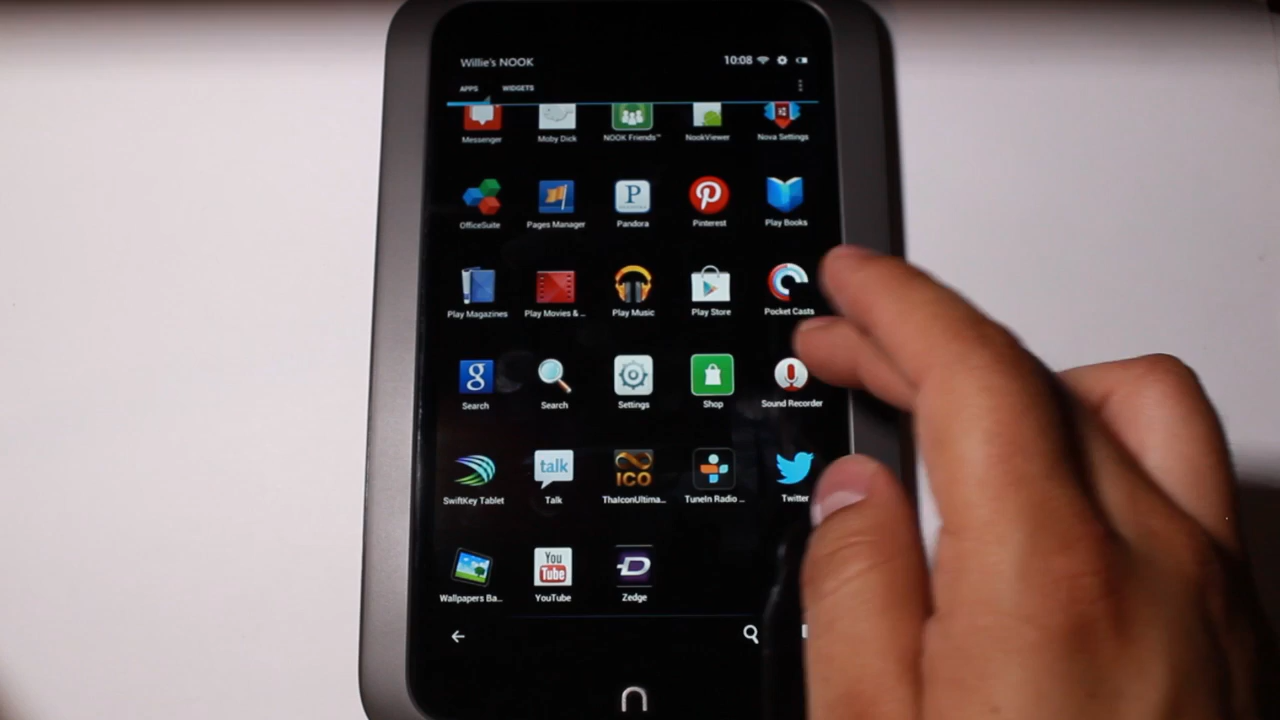 Willie's NOOK 10:08
APPS WIDGETS
Messenger Moby Dick NOOK Friends™ NookViewer Nova Settings
P
OfficeSuite Pages Manager Pandora Pinterest Play Books
Play Magazines Play Movies & .. Play Music Play Store Pocket Casts
g
Search Search Settings Shop Sound Recorder
talk ICO
SwiftKey Tablet Talk ThaIconUltima... TuneIn Radio ... Twitter
You Tube
Wallpapers Ba... YouTube Zedge